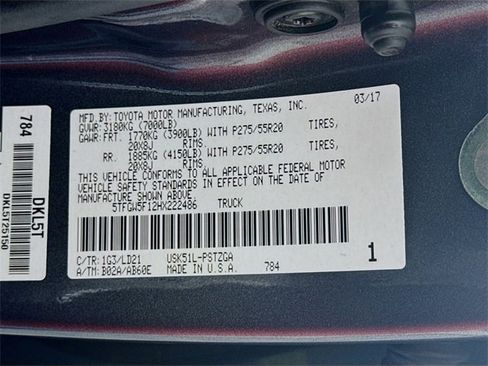 MFD. BY: TOYOTA MOTOR MANUFACTURING, TEXAS, INC. 03/17
GVWR: 3180KG (7000LB)
GAWR: FRT. 1770KG (3900LB) WITH P275/55R20 TIRES,
20X8J RIMS
RR. 1885KG (4150LB) WITH P275/55R20 TIRES,
20X8J RIMS
THIS VEHICLE CONFORMS TO ALL APPLICABLE FEDERAL MOTOR
VEHICLE SAFETY STANDARDS IN EFFECT ON THE DATE OF
MANUFACTURE SHOWN ABOVE.
5TFGW5F12HX222486 TRUCK
C/TR: 1G3/LD21 USK51L-PSTZGA
A/TM: B02A/AB60E MADE IN U.S.A. 784
1
784
DKL5T
DKL5T25150